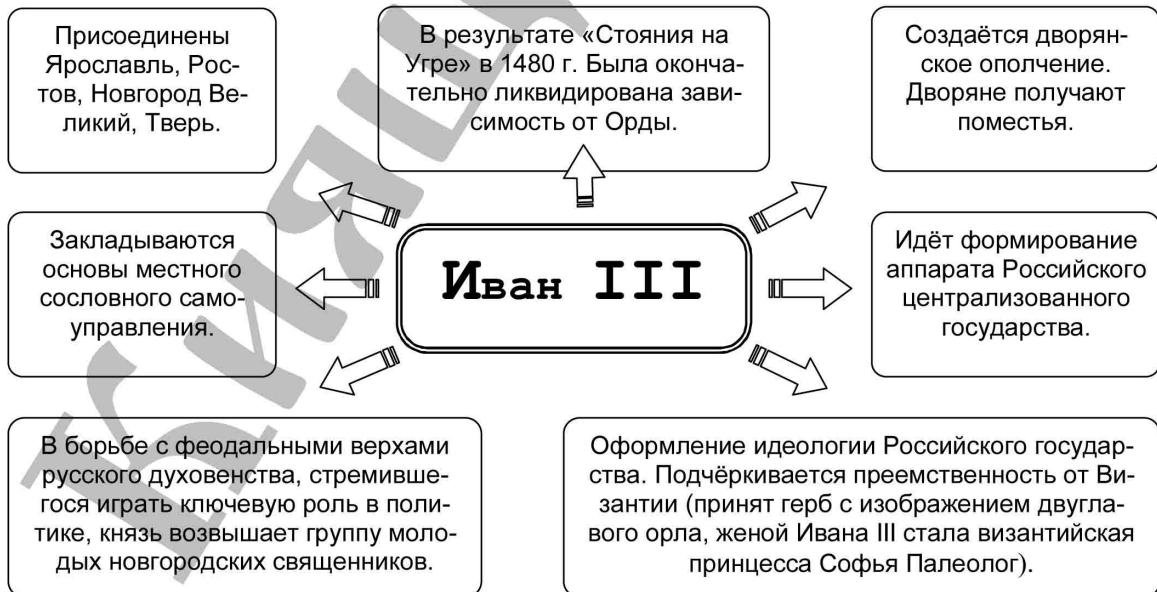 Присоединены
Ярославль, Рос-
тов, Новгород Ве-
ликий, Тверь.
В результате «Стояния на
Угре» в 1480 г. Была оконча-
тельно ликвидирована зави-
симость от Орды.
Создаётся дворян-
ское ополчение.
Дворяне получают
поместья.
Закладываются
основы местного
сословного само-
управления.
Иван III
Идёт формирование
аппарата Российского
централизованного
государства.
В борьбе с феодальными верхами
русского духовенства, стремивше-
гося играть ключевую роль в поли-
тике, князь возвышает группу моло-
дых новгородских священников.
Оформление идеологии Российского государ-
ства. Подчёркивается преемственность от Ви-
зантии (принят герб с изображением двугла-
вого орла, женой Ивана III стала византийская
принцесса Софья Палеолог).